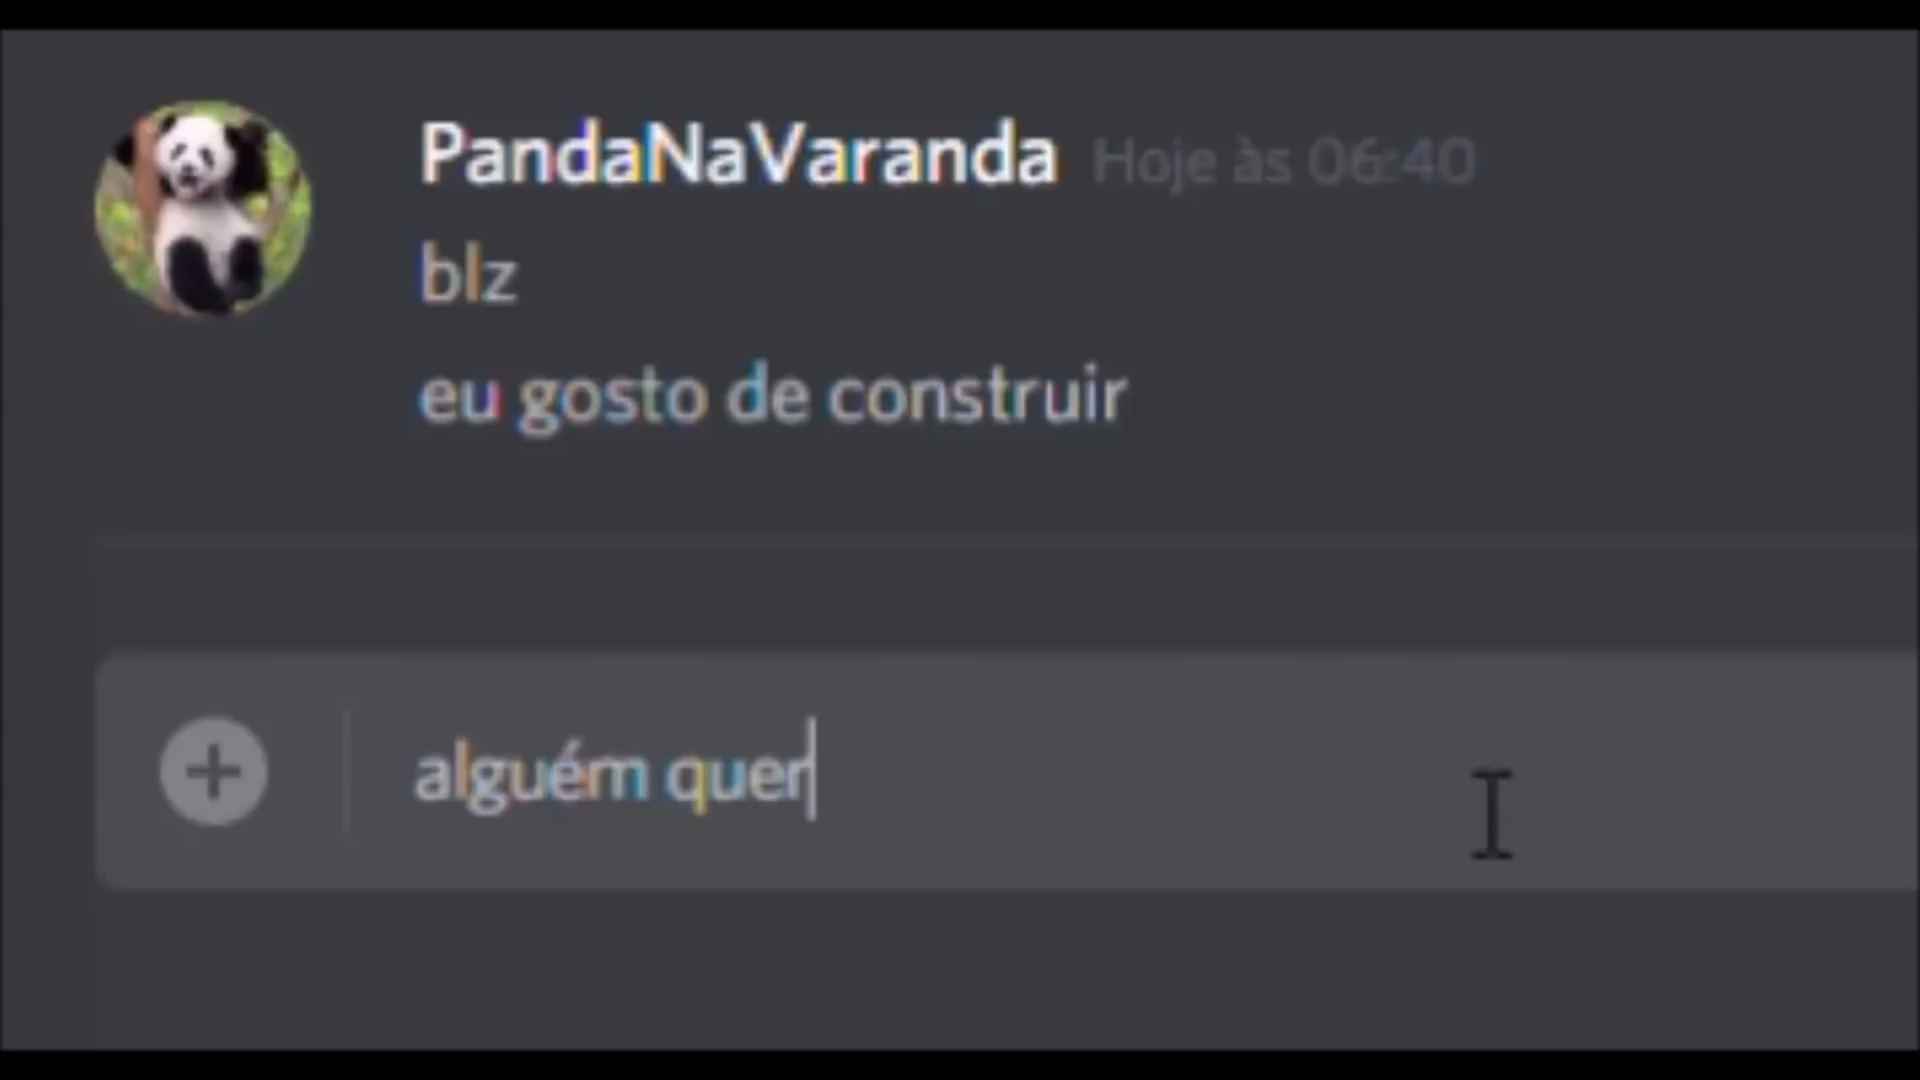 PandaNaVaranda Hoje às 06:40
blz
eu gosto de construir
alguém quer